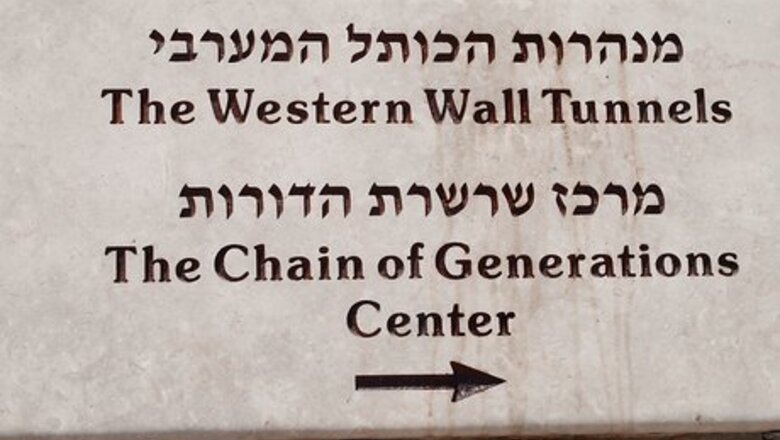 מנהרות הכותל המערבי
The Western Wall Tunnels
מרכז שרשרת הדורות
The Chain of Generations
Center